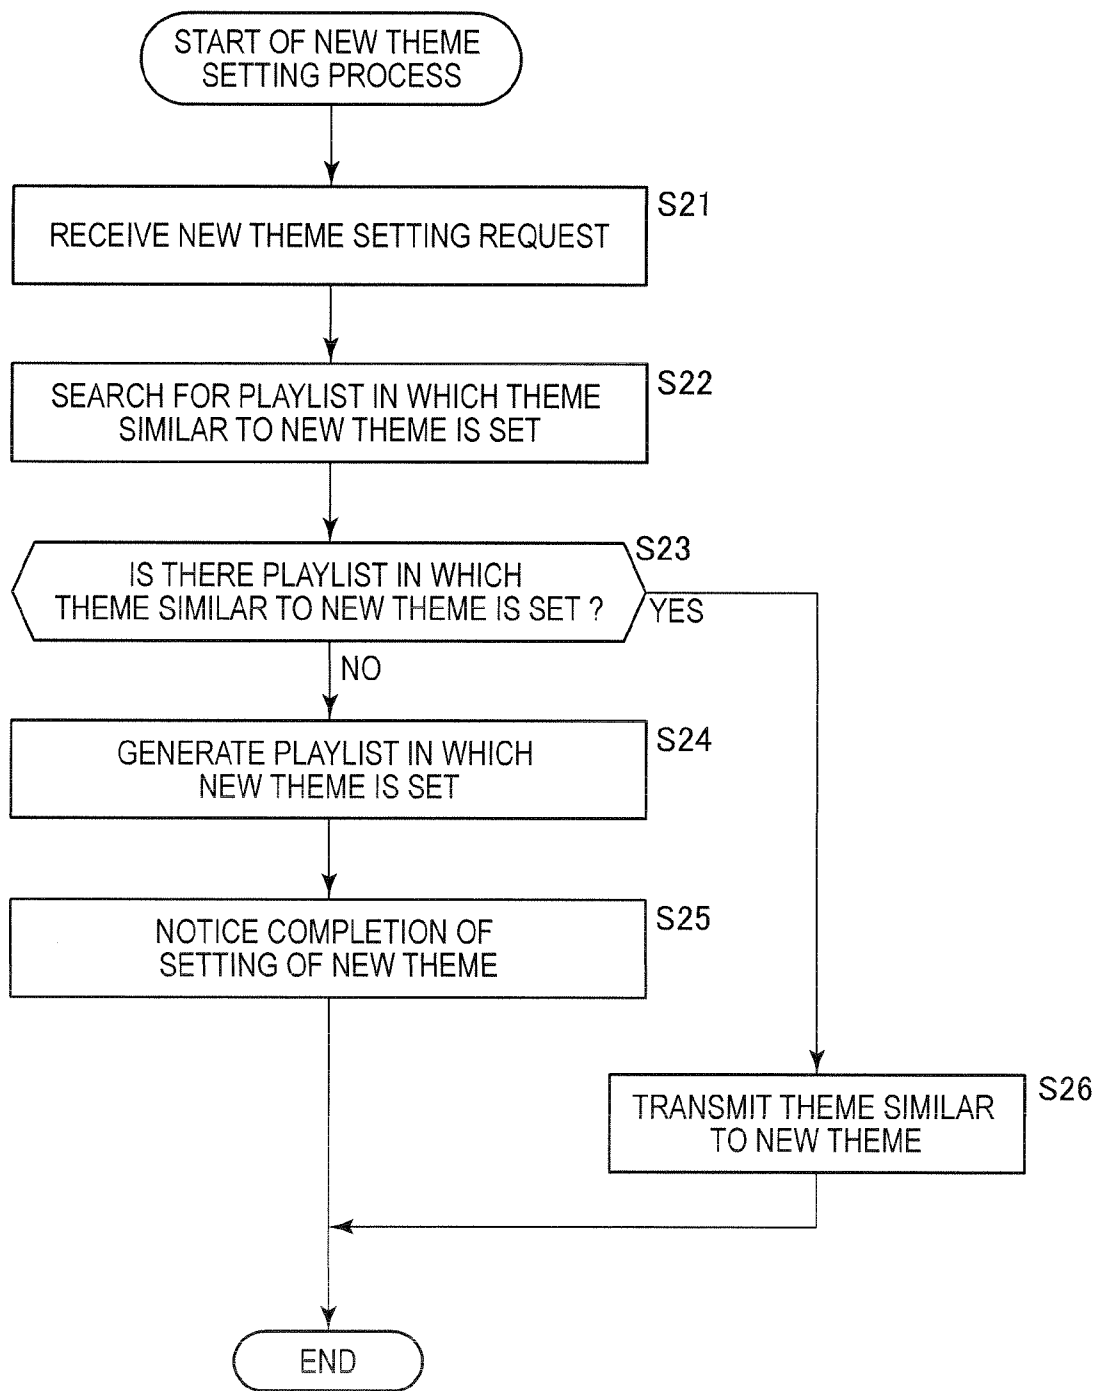 START OF NEW THEME
SETTING PROCESS
S21
RECEIVE NEW THEME SETTING REQUEST
S22
SEARCH FOR PLAYLIST IN WHICH THEME
SIMILAR TO NEW THEME IS SET
S23
IS THERE PLAYLIST IN WHICH
THEME SIMILAR TO NEW THEME IS SET ?
YES
NO
S24
GENERATE PLAYLIST IN WHICH
NEW THEME IS SET
S25
NOTICE COMPLETION OF
SETTING OF NEW THEME
S26
TRANSMIT THEME SIMILAR
TO NEW THEME
END